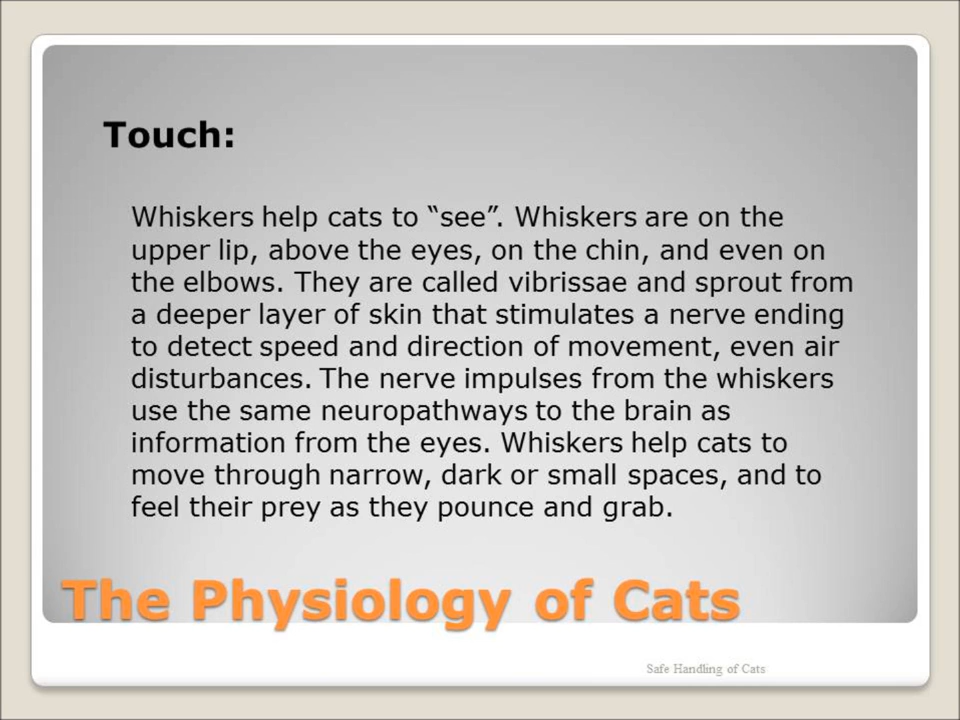 Touch:
Whiskers help cats to “see”. Whiskers are on the
upper lip, above the eyes, on the chin, and even on
the elbows. They are called vibrissae and sprout from
a deeper layer of skin that stimulates a nerve ending
to detect speed and direction of movement, even air
disturbances. The nerve impulses from the whiskers
use the same neuropathways to the brain as
information from the eyes. Whiskers help cats to
move through narrow, dark or small spaces, and to
feel their prey as they pounce and grab.
The Physiology of Cats
Safe Handling of Cats